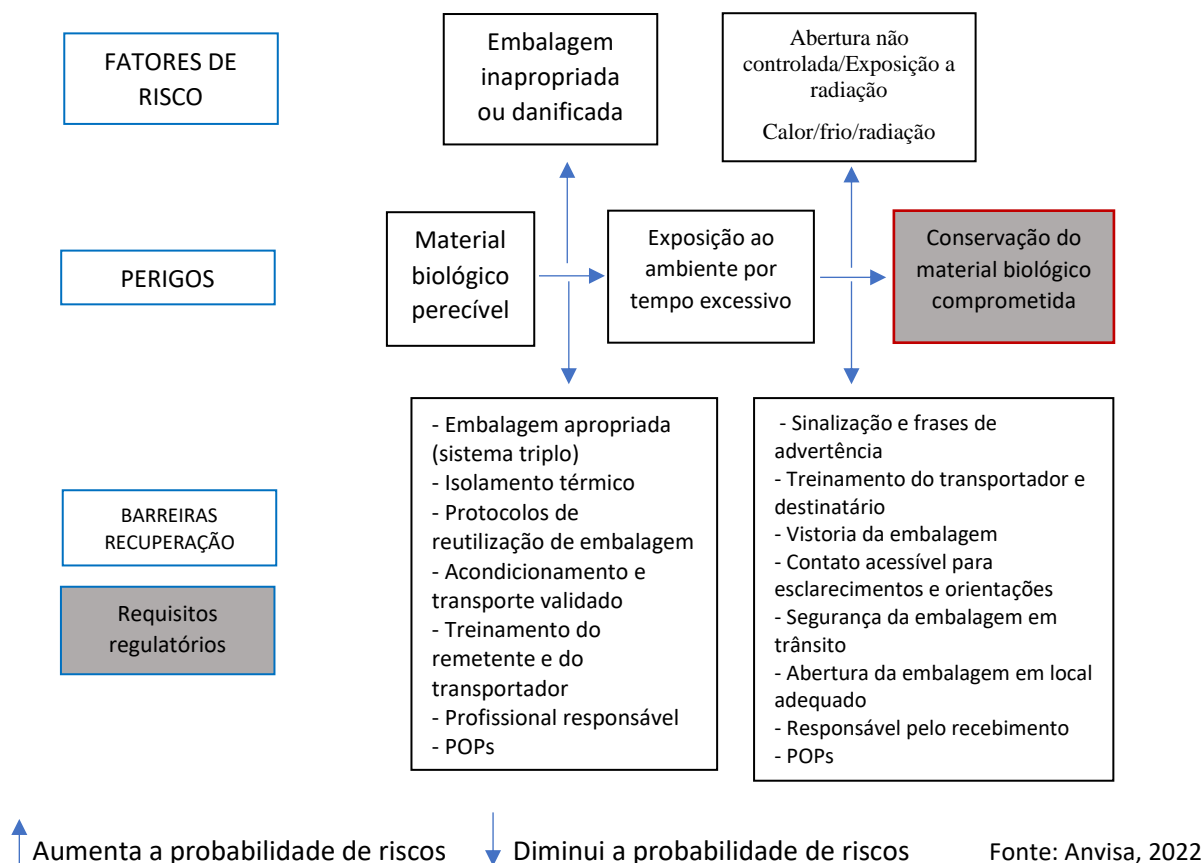 FATORES DE
RISCO
Embalagem
inapropriada
ou danificada
Abertura não
controlada/Exposição a
radiação
Calor/frio/radiação
PERIGOS
Material
biológico
perecível
Exposição ao
ambiente por
tempo excessivo
Conservação do
material biológico
comprometida
BARREIRAS
RECUPERAÇÃO
Requisitos
regulatórios
- Embalagem apropriada
(sistema triplo)
- Isolamento térmico
- Protocolos de
reutilização de embalagem
- Acondicionamento e
transporte validado
- Treinamento do
remetente e do
transportador
- Profissional responsável
- POPs
- Sinalização e frases de
advertência
- Treinamento do transportador e
destinatário
- Vistoria da embalagem
- Contato acessível para
esclarecimentos e orientações
- Segurança da embalagem em
trânsito
- Abertura da embalagem em local
adequado
- Responsável pelo recebimento
- POPs
Aumenta a probabilidade de riscos
Diminui a probabilidade de riscos
Fonte: Anvisa, 2022